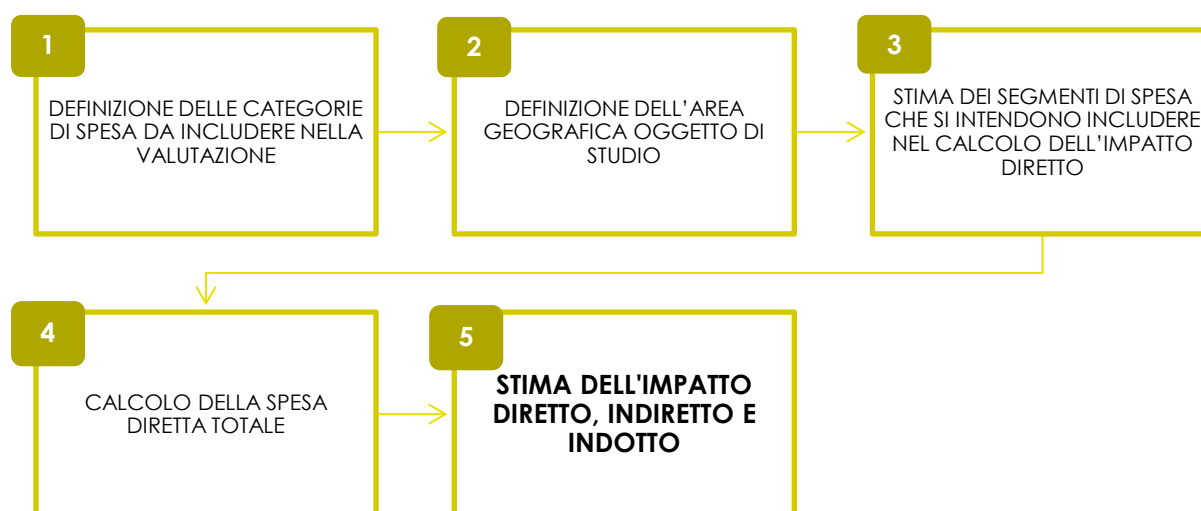 1
DEFINIZIONE DELLE CATEGORIE
DI SPESA DA INCLUDERE NELLA
VALUTAZIONE
2
DEFINIZIONE DELL’AREA
GEOGRAFICA OGGETTO DI
STUDIO
3
STIMA DEI SEGMENTI DI SPESA
CHE SI INTENDONO INCLUDERE
NEL CALCOLO DELL’IMPATTO
DIRETTO
4
CALCOLO DELLA SPESA
DIRETTA TOTALE
5
STIMA DELL'IMPATTO
DIRETTO, INDIRETTO E
INDOTTO